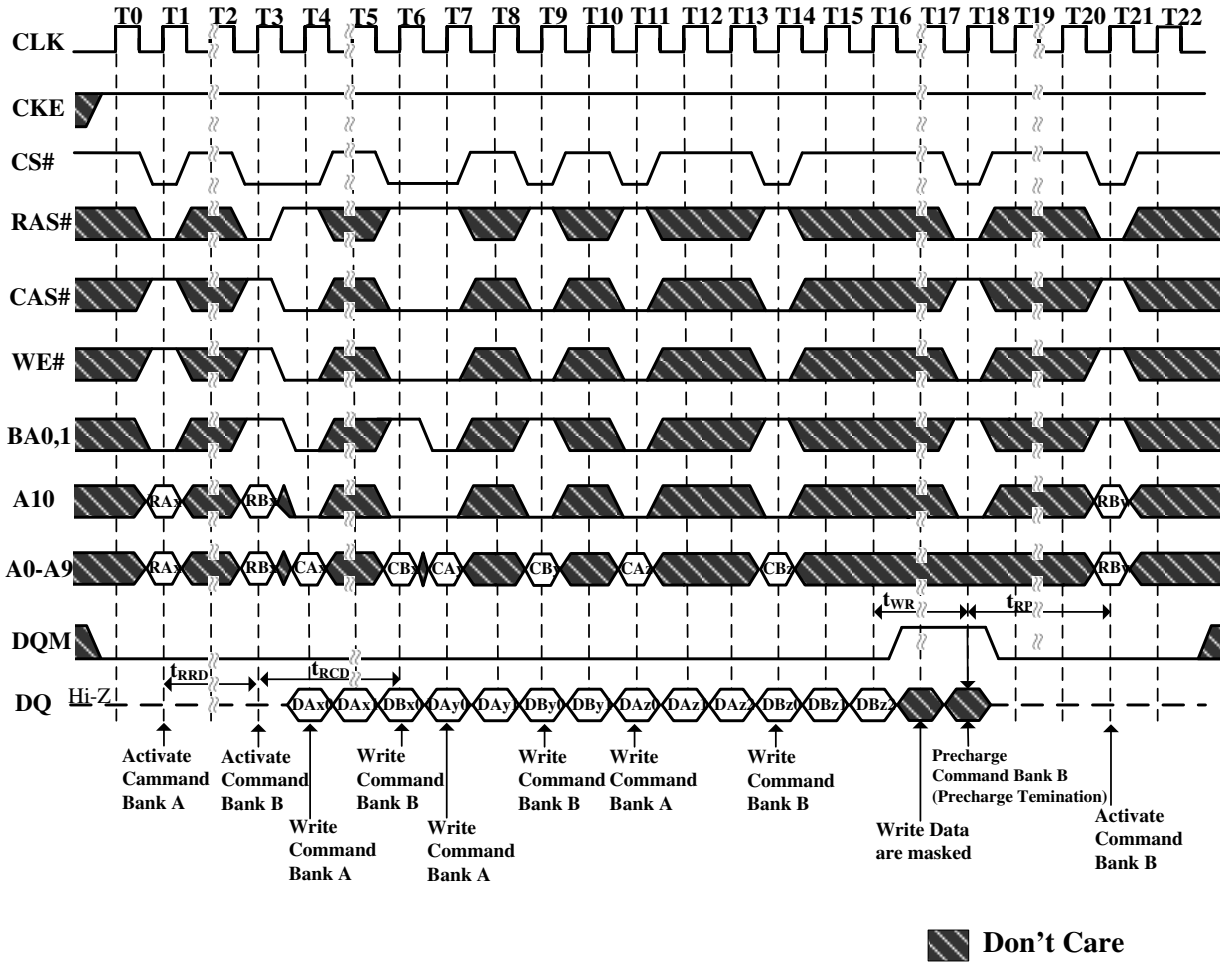 T0 T1 T2 T3 T4 T5 T6 T7 T8 T9 T10 T11 T12 T13 T14 T15 T16 T17 T18 T19 T20 T21 T22
CLK
CKE
CS#
RAS#
CAS#
WE#
BA0,1
A10 RAx RBx RBy
A0-A9 RAx RBx CAx CBx CAy CBy CAz CBz RBy
tWR tRP
DQM
tRRD tRCD
DQ Hi-Z DAx0 DAx1 DBx0 DAy0 DAy1 DBy0 DBy1 DAz0 DAz1 DAz2 DBz0 DBz1 DBz2
Activate
Cammand
Bank A
Activate
Command
Bank B
Write
Command
Bank A
Write
Command
Bank B
Write
Command
Bank A
Write
Command
Bank B
Write
Command
Bank A
Write
Command
Bank B
Write Data
are masked
Precharge
Command Bank B
(Precharge Temination)
Activate
Command
Bank B
Don't Care